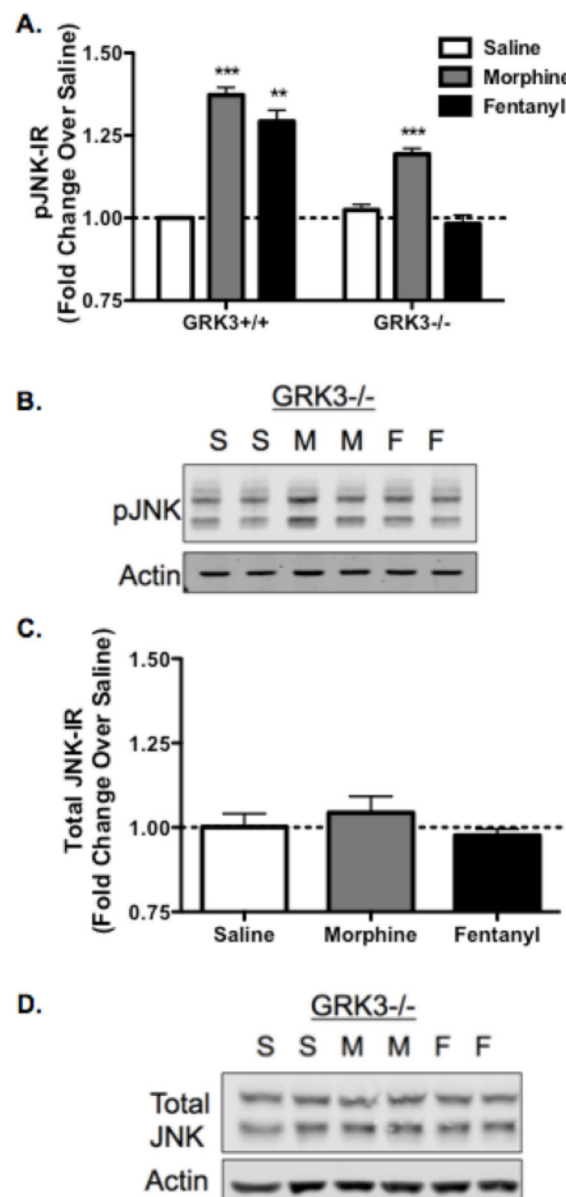 A.
pJNK-IR
(Fold Change Over Saline)
1.50
1.25
1.00
0.75
***
**
***
Saline
Morphine
Fentanyl
GRK3+/+
GRK3-/-
B.
GRK3-/-
S S M M F F
pJNK
Actin
C.
Total JNK-IR
(Fold Change Over Saline)
1.50
1.25
1.00
0.75
Saline
Morphine
Fentanyl
D.
GRK3-/-
S S M M F F
Total
JNK
Actin